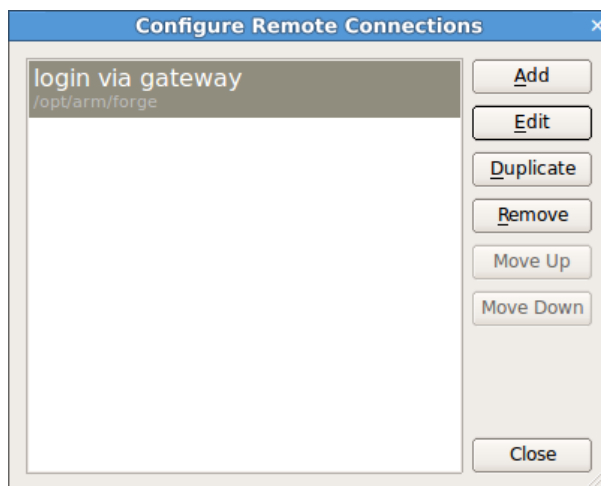 Configure Remote Connections
login via gateway
/opt/arm/forge
Add
Edit
Duplicate
Remove
Move Up
Move Down
Close